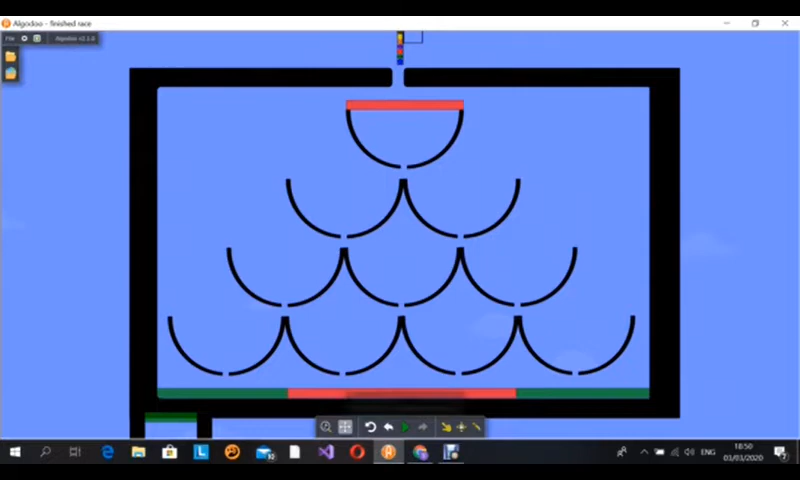 Algodoo - finished race
File
Algodoo v2.1.0
ENG
18:50
03/03/2020